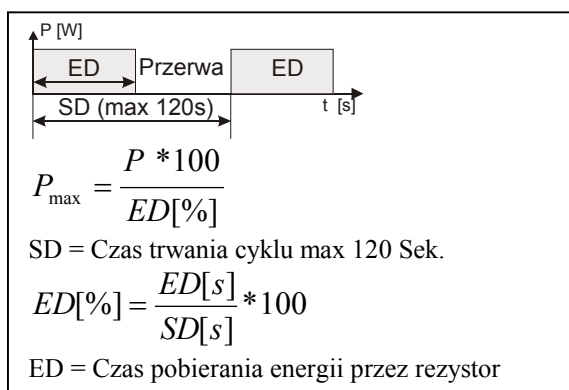 P [W]
ED Przerwa ED
SD (max 120s) t [s]
P max = P *100 / ED[%]
SD = Czas trwania cyklu max 120 Sek.
ED[%] = ED[s] / SD[s] *100
ED = Czas pobierania energii przez rezystor